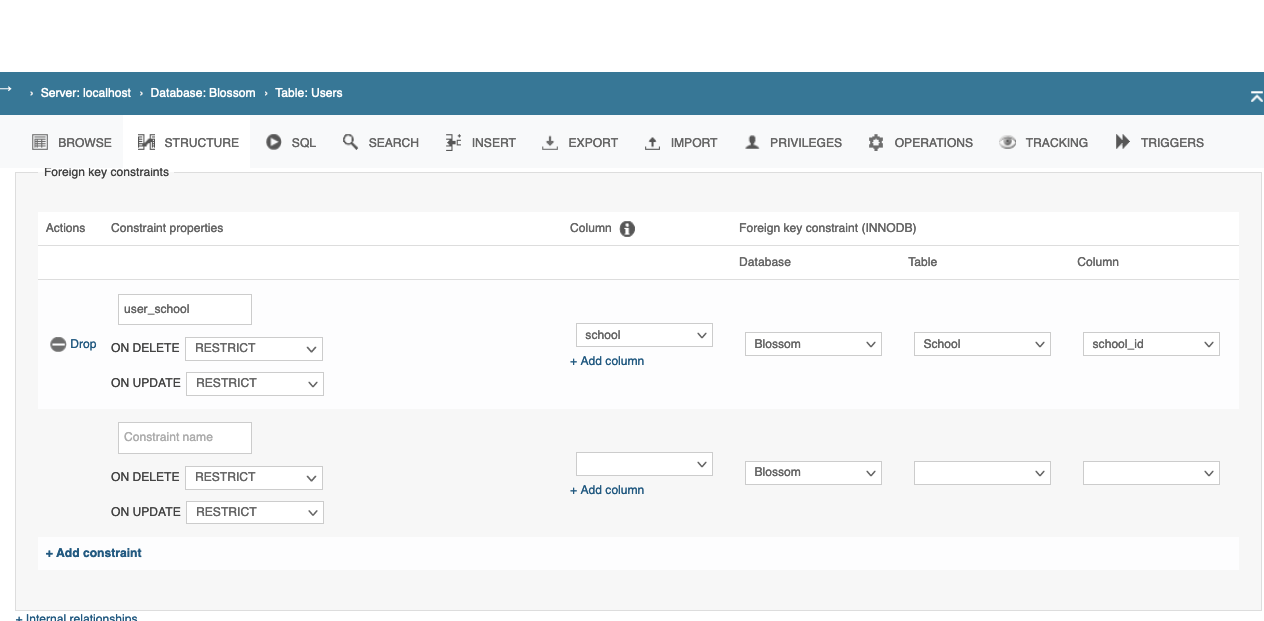 → › Server: localhost › Database: Blossom › Table: Users
BROWSE STRUCTURE SQL SEARCH INSERT EXPORT IMPORT PRIVILEGES OPERATIONS TRACKING TRIGGERS
Foreign key constraints
Actions Constraint properties Column Foreign key constraint (INNODB)
Database Table Column
user_school
Drop ON DELETE RESTRICT school Blossom School school_id
+ Add column
ON UPDATE RESTRICT
Constraint name
ON DELETE RESTRICT Blossom
+ Add column
ON UPDATE RESTRICT
+ Add constraint
+ Internal relationships